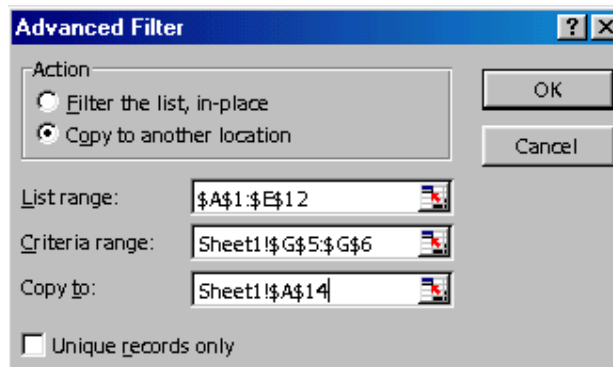 Advanced Filter
Action
Filter the list, in-place
Copy to another location
OK
Cancel
List range:
$A$1:$E$12
Criteria range:
Sheet1!$G$5:$G$6
Copy to:
Sheet1!$A$14
Unique records only